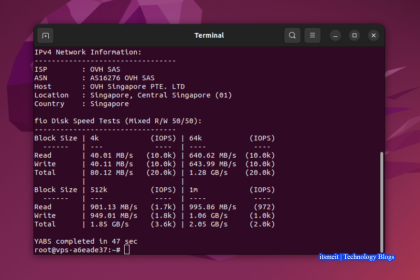 Terminal
IPv4 Network Information:
---------------------------------
ISP : OVH SAS
ASN : AS16276 OVH SAS
Host : OVH Singapore PTE. LTD
Location : Singapore, Central Singapore (01)
Country : Singapore
fio Disk Speed Tests (Mixed R/W 50/50):
---------------------------------
Block Size | 4k (IOPS) | 64k (IOPS)
------ | --- ---- | ---- ----
Read | 40.01 MB/s (10.0k) | 640.62 MB/s (10.0k)
Write | 40.11 MB/s (10.0k) | 643.99 MB/s (10.0k)
Total | 80.12 MB/s (20.0k) | 1.28 GB/s (20.0k)
| |
Block Size | 512k (IOPS) | 1m (IOPS)
------ | --- ---- | ---- ----
Read | 901.13 MB/s (1.7k) | 995.86 MB/s (972)
Write | 949.01 MB/s (1.8k) | 1.06 GB/s (1.0k)
Total | 1.85 GB/s (3.6k) | 2.05 GB/s (2.0k)
YABS completed in 47 sec
root@vps-a6eade37:~#
itsmeit | Technology Blogs